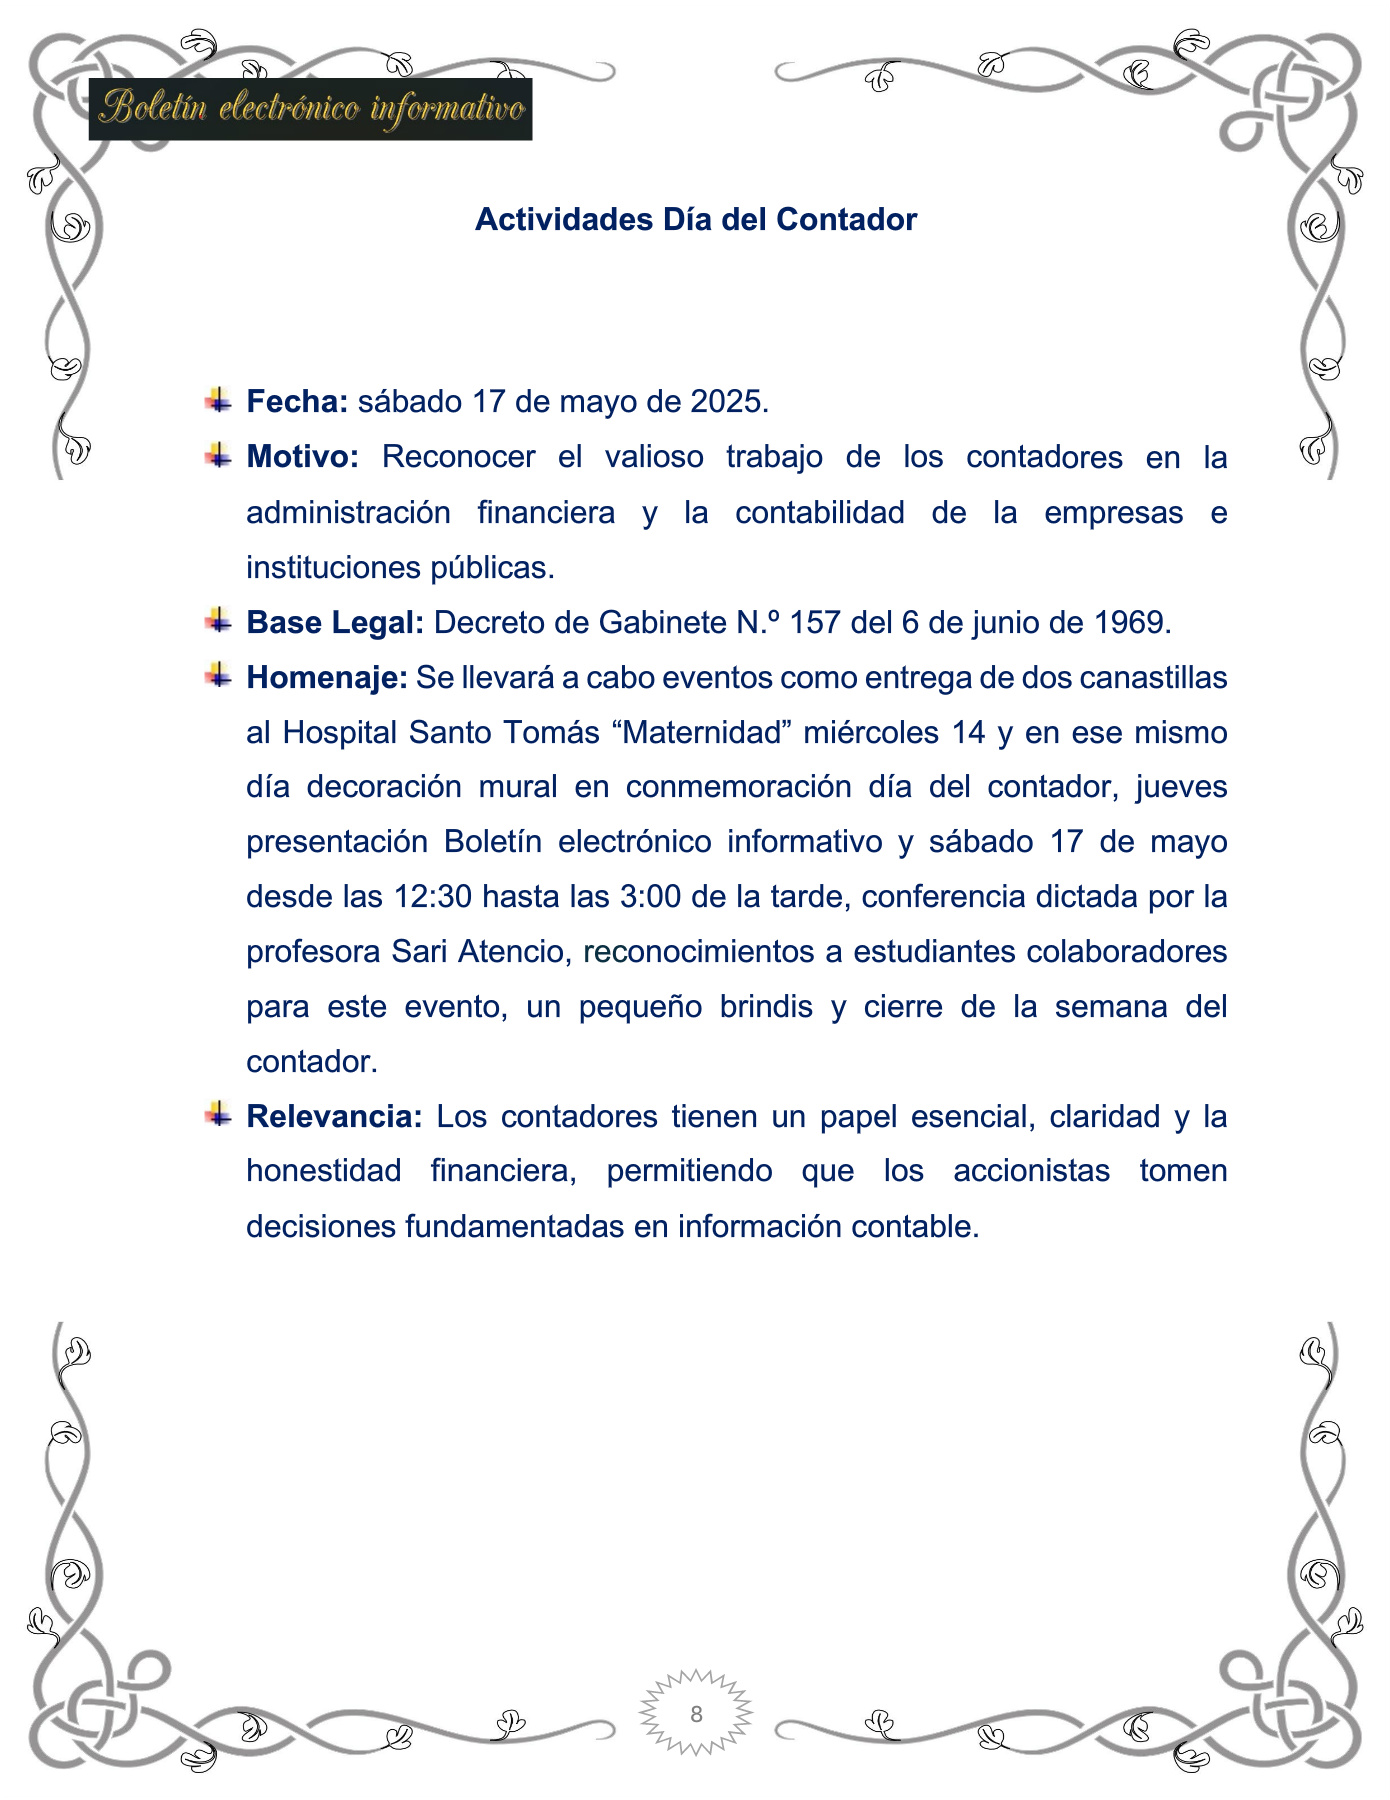 Boletín electrónico informativo
Actividades Día del Contador
Fecha: sábado 17 de mayo de 2025.
Motivo: Reconocer el valioso trabajo de los contadores en la
administración financiera y la contabilidad de la empresas e
instituciones públicas.
Base Legal: Decreto de Gabinete N.º 157 del 6 de junio de 1969.
Homenaje: Se llevará a cabo eventos como entrega de dos canastillas
al Hospital Santo Tomás “Maternidad” miércoles 14 y en ese mismo
día decoración mural en conmemoración día del contador, jueves
presentación Boletín electrónico informativo y sábado 17 de mayo
desde las 12:30 hasta las 3:00 de la tarde, conferencia dictada por la
profesora Sari Atencio, reconocimientos a estudiantes colaboradores
para este evento, un pequeño brindis y cierre de la semana del
contador.
Relevancia: Los contadores tienen un papel esencial, claridad y la
honestidad financiera, permitiendo que los accionistas tomen
decisiones fundamentadas en información contable.
8